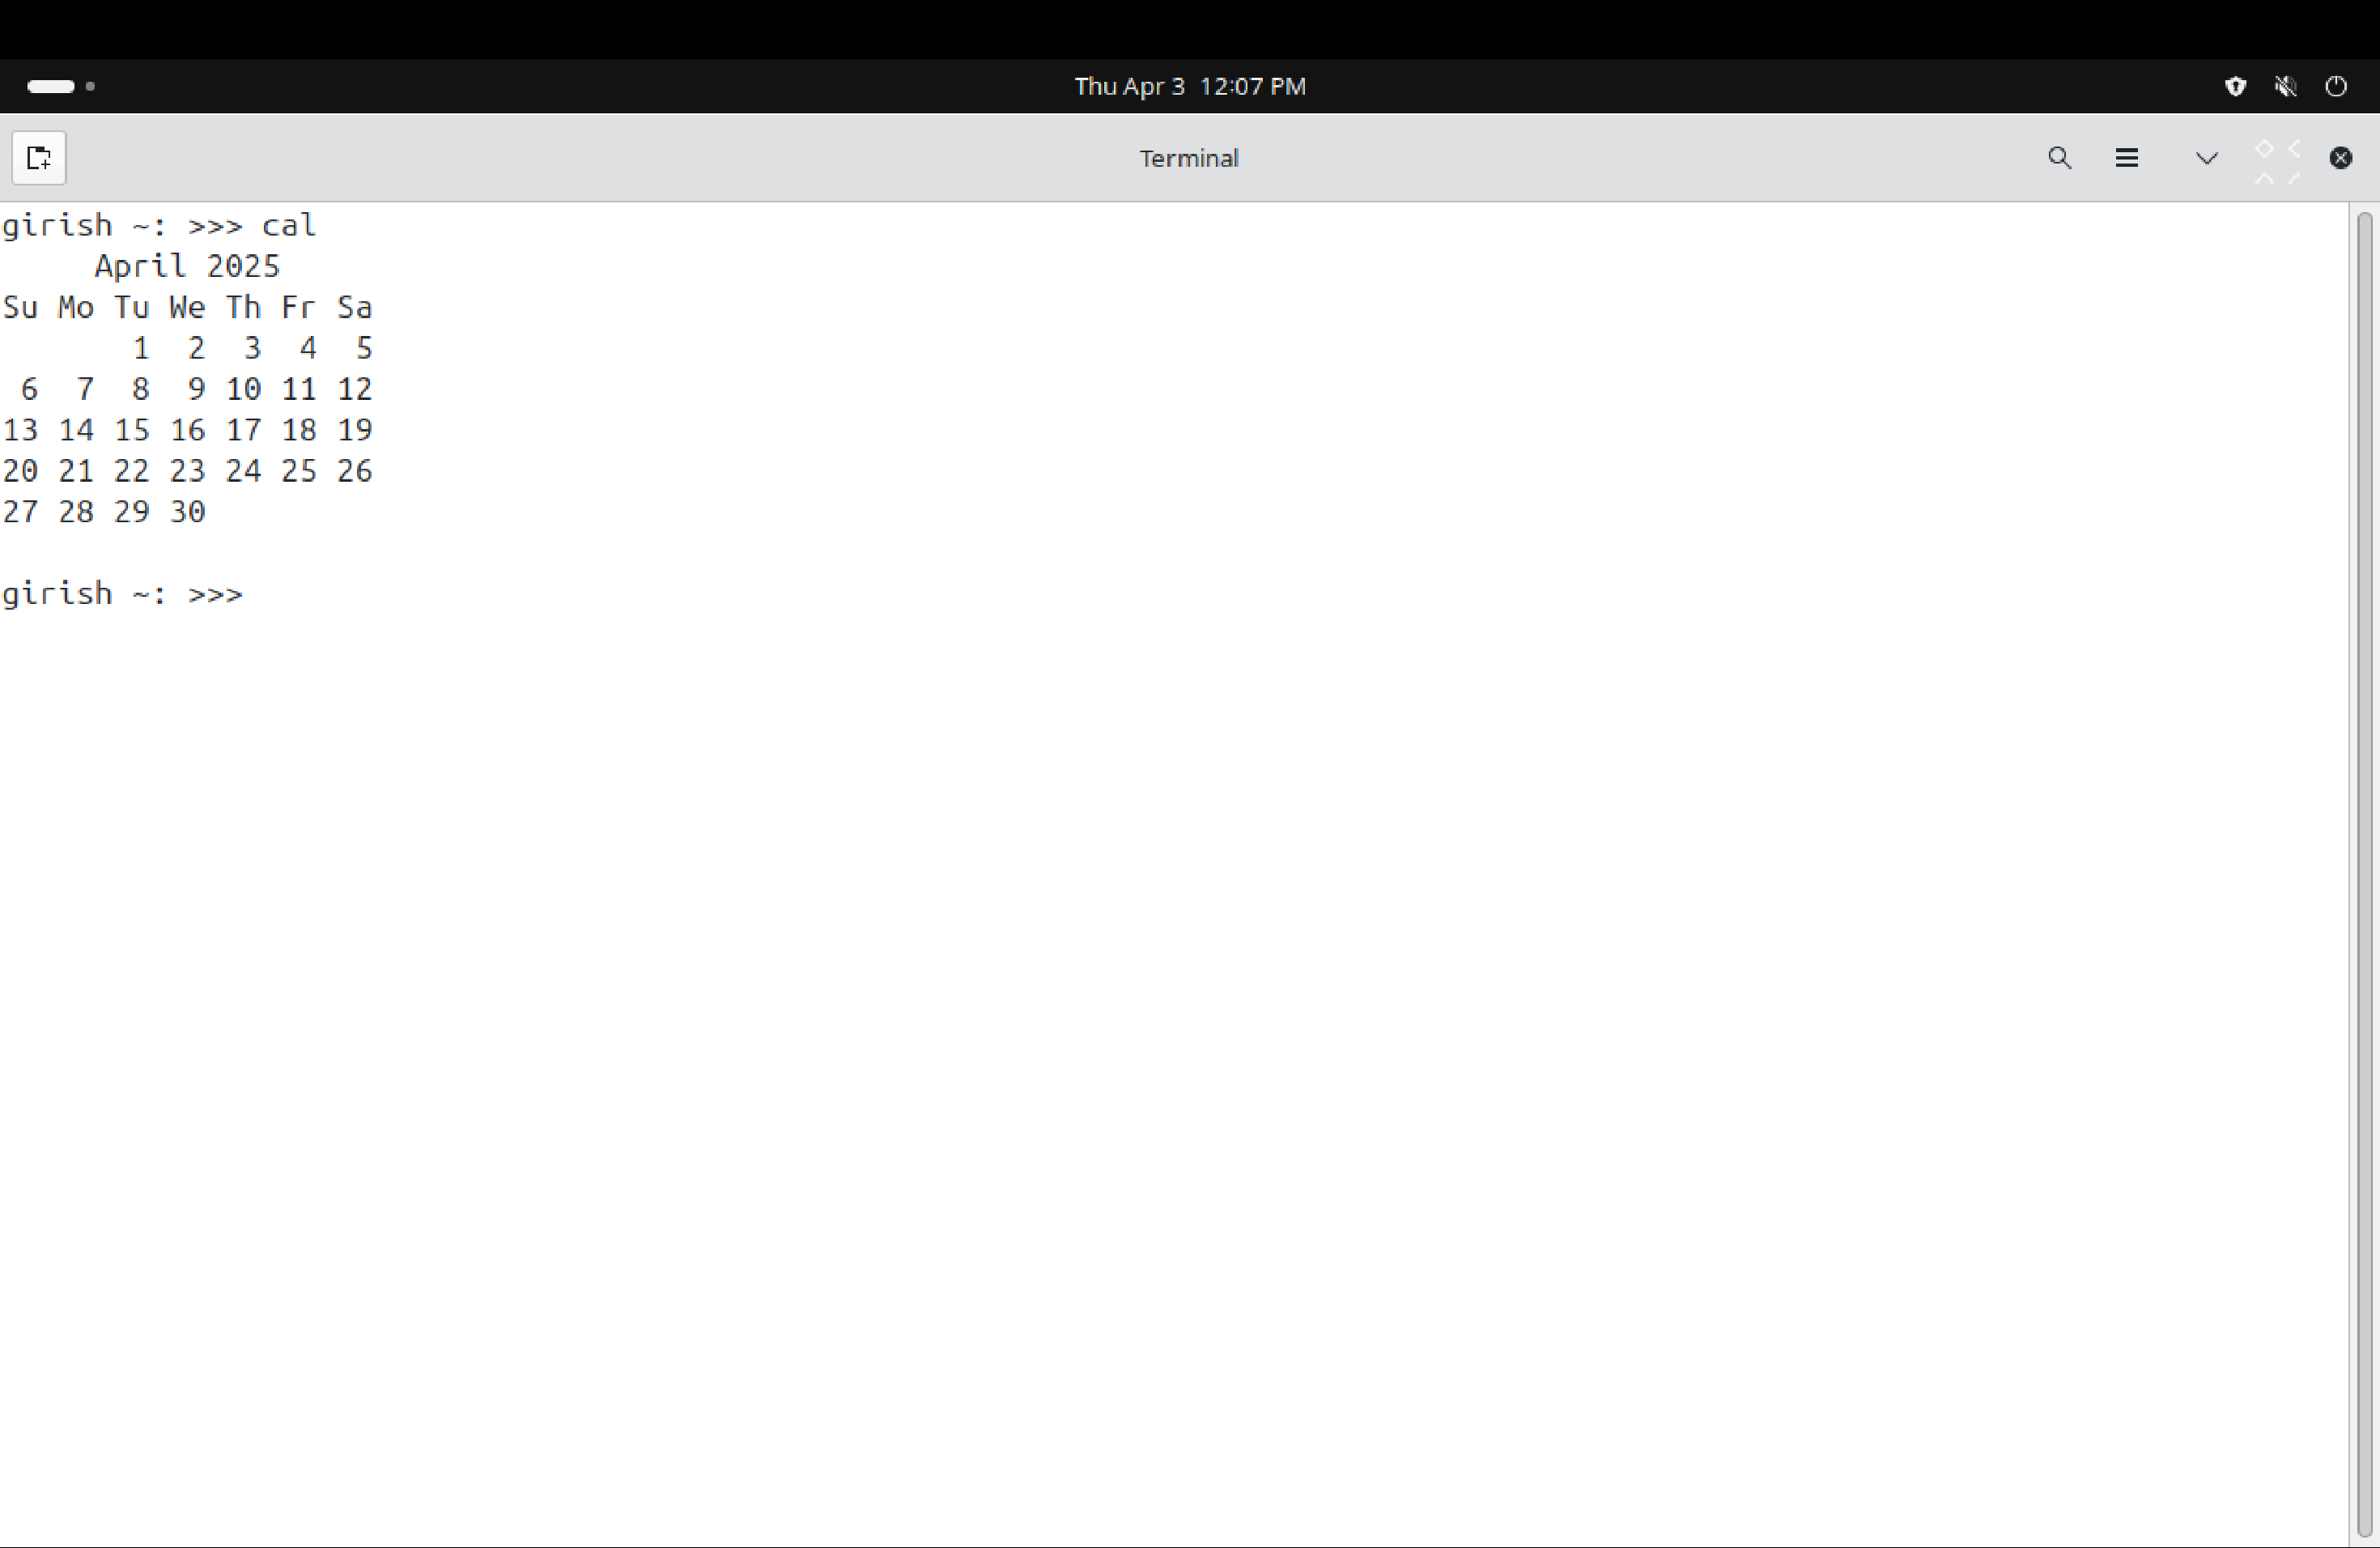 Thu Apr 3  12:07 PM
Terminal
girish ~: >>> cal
     April 2025
Su Mo Tu We Th Fr Sa
       1  2  3  4  5
 6  7  8  9 10 11 12
13 14 15 16 17 18 19
20 21 22 23 24 25 26
27 28 29 30
girish ~: >>>